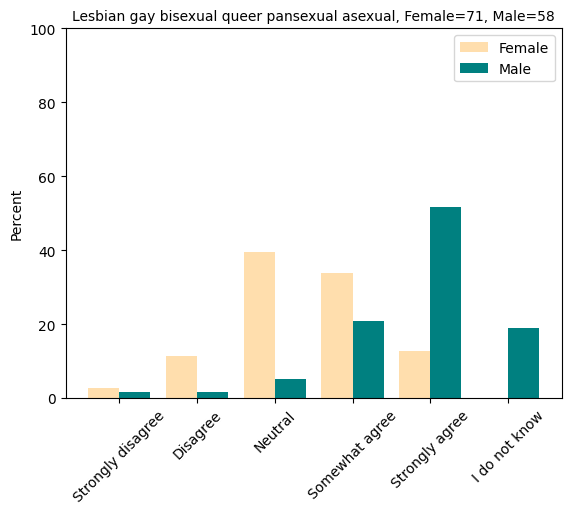 Lesbian gay bisexual queer pansexual asexual, Female=71, Male=58
Female
Male
Percent
100
80
60
40
20
0
Strongly disagree
Disagree
Neutral
Somewhat agree
Strongly agree
I do not know